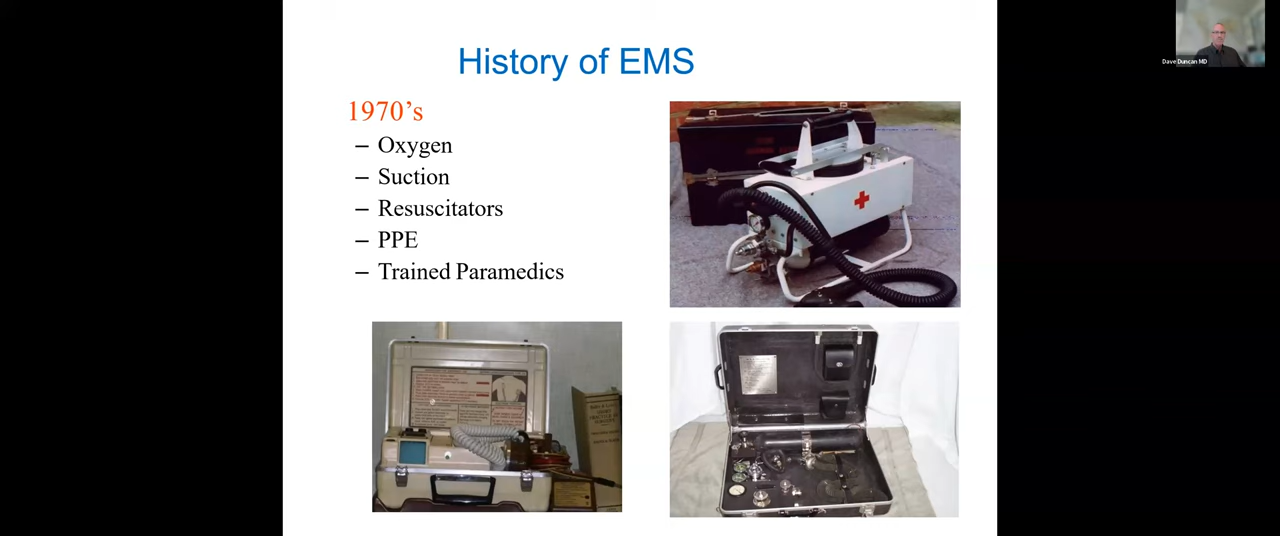 History of EMS
1970’s
– Oxygen
– Suction
– Resuscitators
– PPE
– Trained Paramedics
Dave Duncan MD